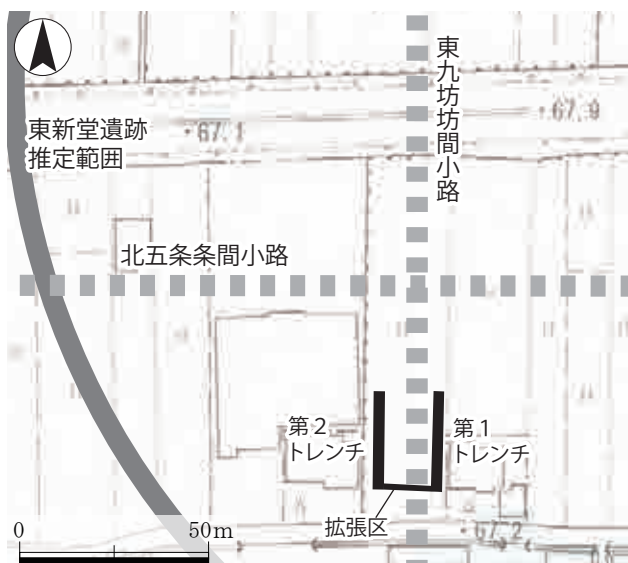 東九坊坊間小路
・67.9
・67.1
東新堂遺跡
推定範囲
北五条条間小路
第2
トレンチ
第1
トレンチ
拡張区
・67.2
0 50m